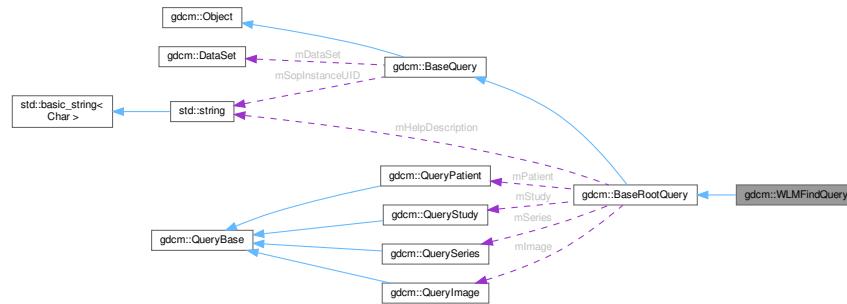 gdcm::Object
mDataSet
gdcm::DataSet
gdcm::BaseQuery
mSopInstanceUID
std::basic_string<
Char >
std::string
mHelpDescription
gdcm::QueryPatient
mPatient
gdcm::BaseRootQuery
gdcm::WLMFindQuery
mStudy
gdcm::QueryStudy
mSeries
gdcm::QueryBase
mImage
gdcm::QuerySeries
gdcm::QueryImage